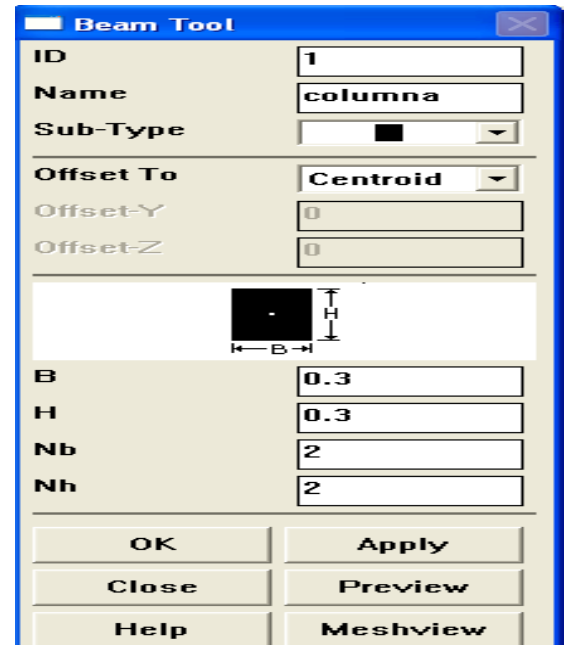 Beam Tool
ID 1
Name columna
Sub-Type
Offset To Centroid
Offset-Y 0
Offset-Z 0
H
B
B 0.3
H 0.3
Nb 2
Nh 2
OK Apply
Close Preview
Help Meshview